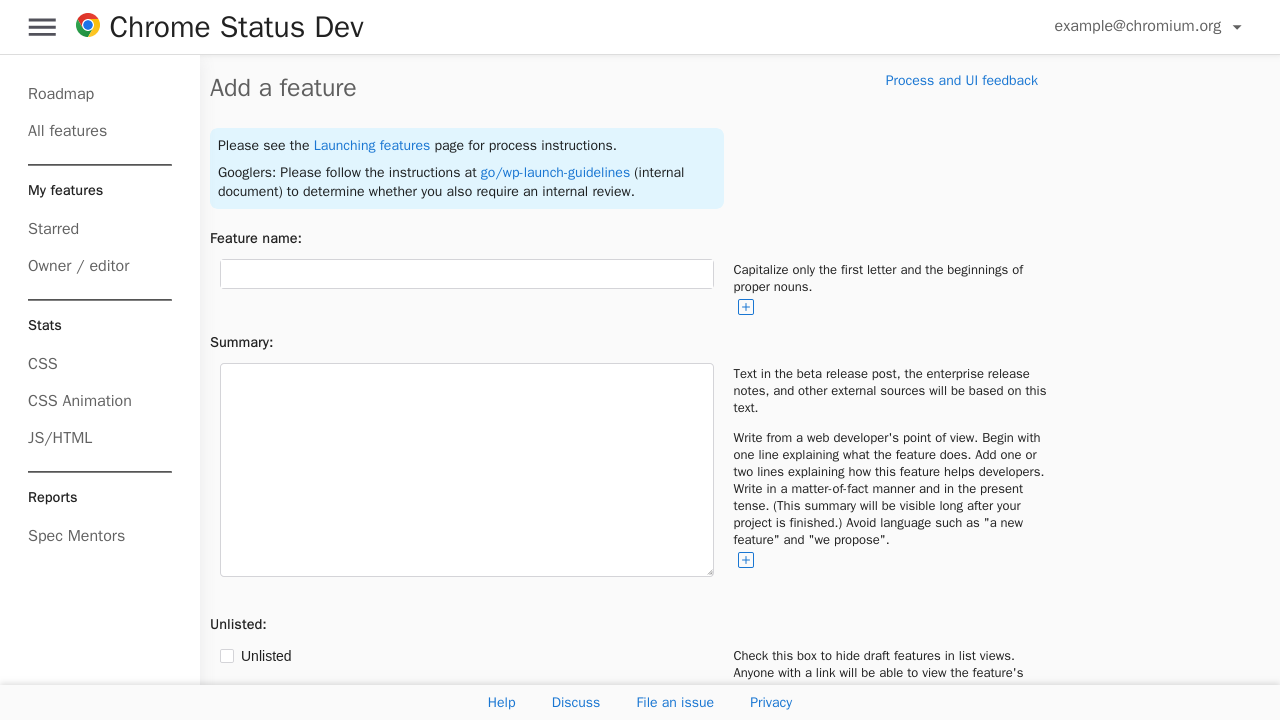 Chrome Status Dev
example@chromium.org
Roadmap
All features
My features
Starred
Owner / editor
Stats
CSS
CSS Animation
JS/HTML
Reports
Spec Mentors
Add a feature
Process and UI feedback
Please see the Launching features page for process instructions.
Googlers: Please follow the instructions at go/wp-launch-guidelines (internal
document) to determine whether you also require an internal review.
Feature name:
Capitalize only the first letter and the beginnings of
proper nouns.
Summary:
Text in the beta release post, the enterprise release
notes, and other external sources will be based on this
text.
Write from a web developer's point of view. Begin with
one line explaining what the feature does. Add one or
two lines explaining how this feature helps developers.
Write in a matter-of-fact manner and in the present
tense. (This summary will be visible long after your
project is finished.) Avoid language such as "a new
feature" and "we propose".
Unlisted:
Unlisted
Check this box to hide draft features in list views.
Anyone with a link will be able to view the feature's
Help
Discuss
File an issue
Privacy